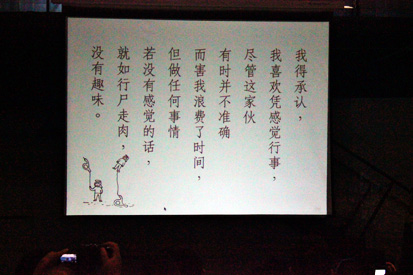 我得承认，
我喜欢凭感觉行事，
尽管这家伙
有时并不准确
而害我浪费了时间，
但做任何事情
若没有感觉的话，
就如行尸走肉，
没有趣味。